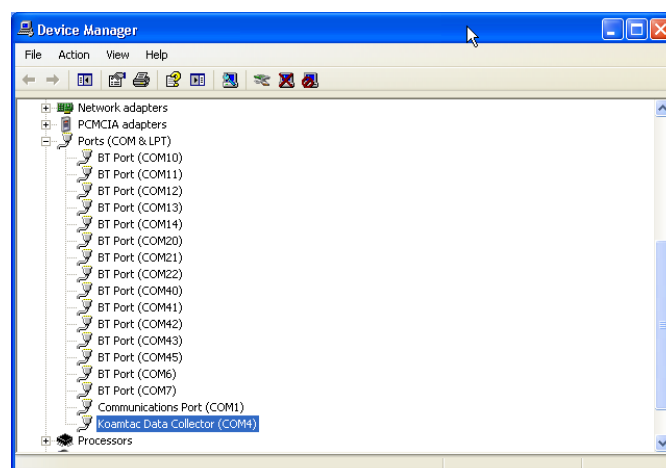 Device Manager
File Action View Help
Network adapters
PCMCIA adapters
Ports (COM & LPT)
BT Port (COM10)
BT Port (COM11)
BT Port (COM12)
BT Port (COM13)
BT Port (COM14)
BT Port (COM20)
BT Port (COM21)
BT Port (COM22)
BT Port (COM40)
BT Port (COM41)
BT Port (COM42)
BT Port (COM43)
BT Port (COM45)
BT Port (COM6)
BT Port (COM7)
Communications Port (COM1)
Koamtac Data Collector (COM4)
Processors